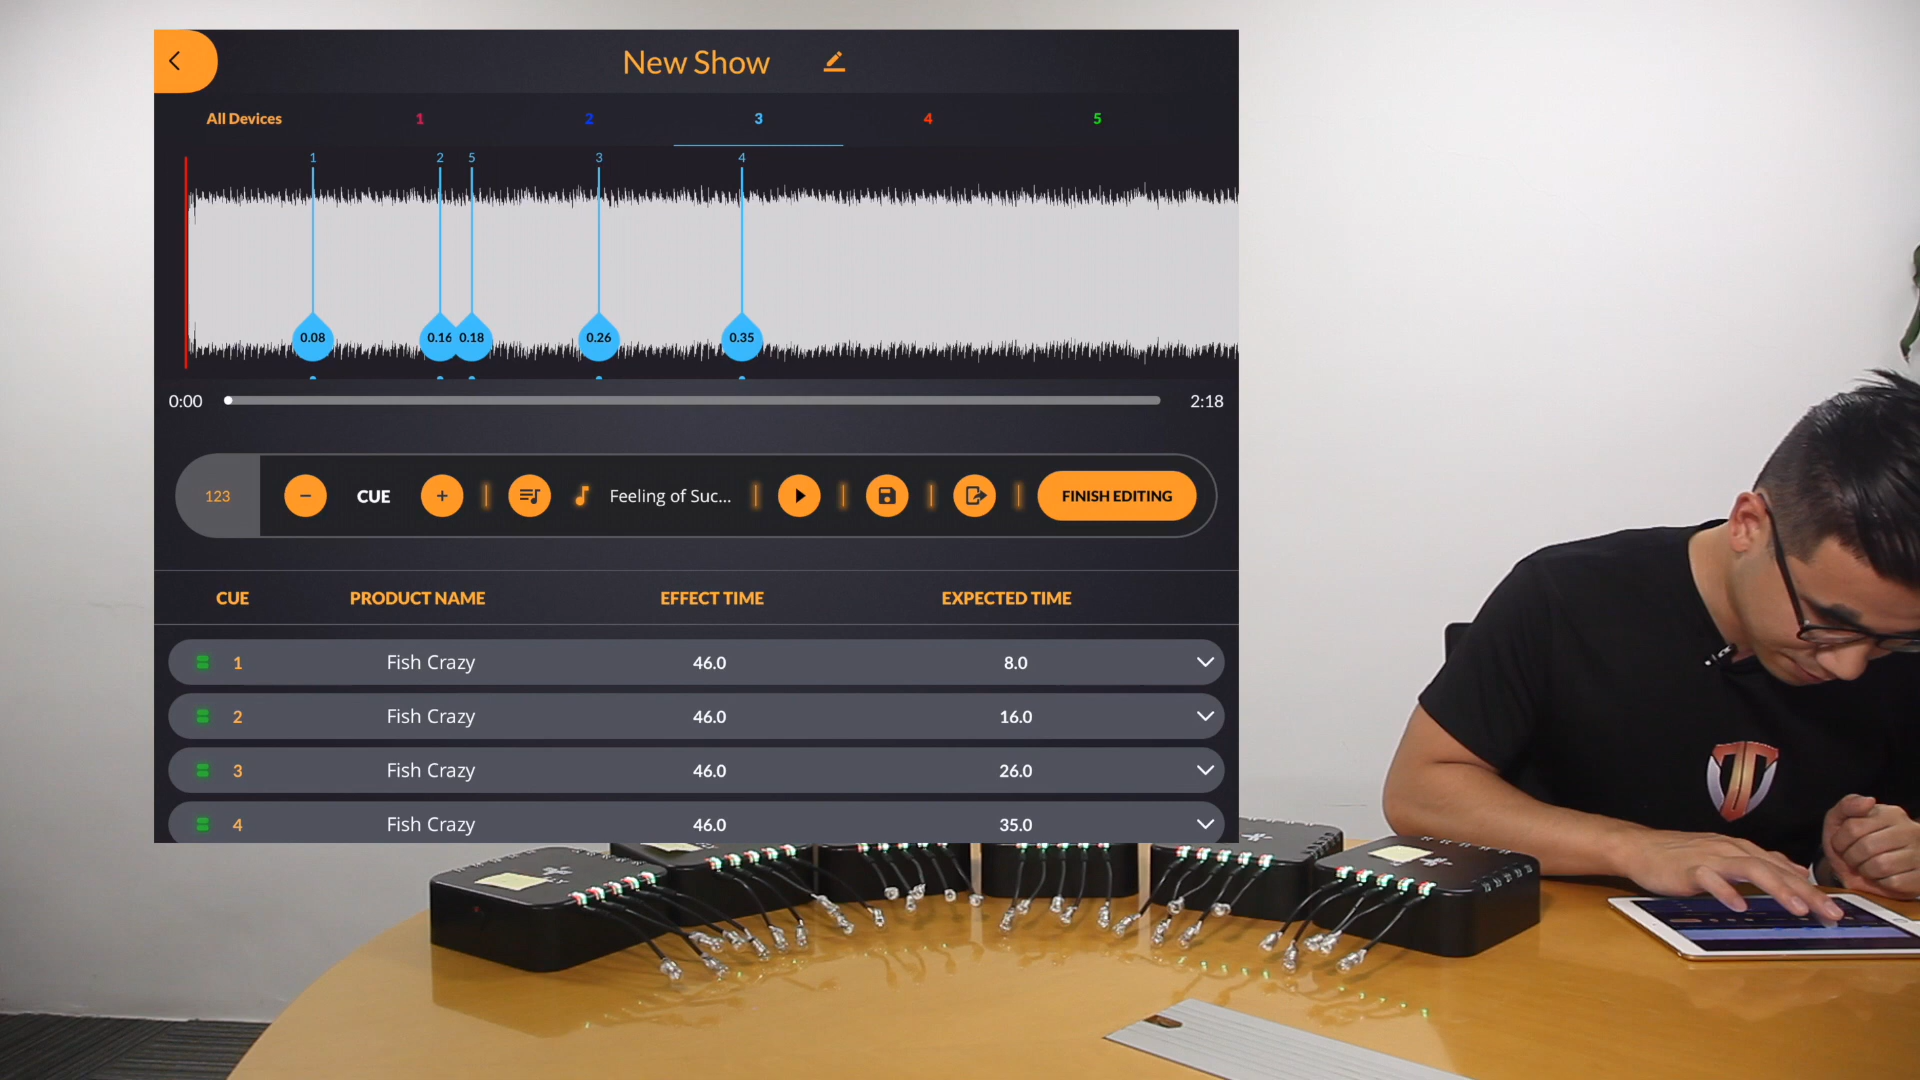 New Show
All Devices 1 2 3 4 5
1 2 5 3 4
0.08 0.16 0.18 0.26 0.35
0:00 2:18
123 CUE Feeling of Suc... FINISH EDITING
CUE PRODUCT NAME EFFECT TIME EXPECTED TIME
1 Fish Crazy 46.0 8.0
2 Fish Crazy 46.0 16.0
3 Fish Crazy 46.0 26.0
4 Fish Crazy 46.0 35.0